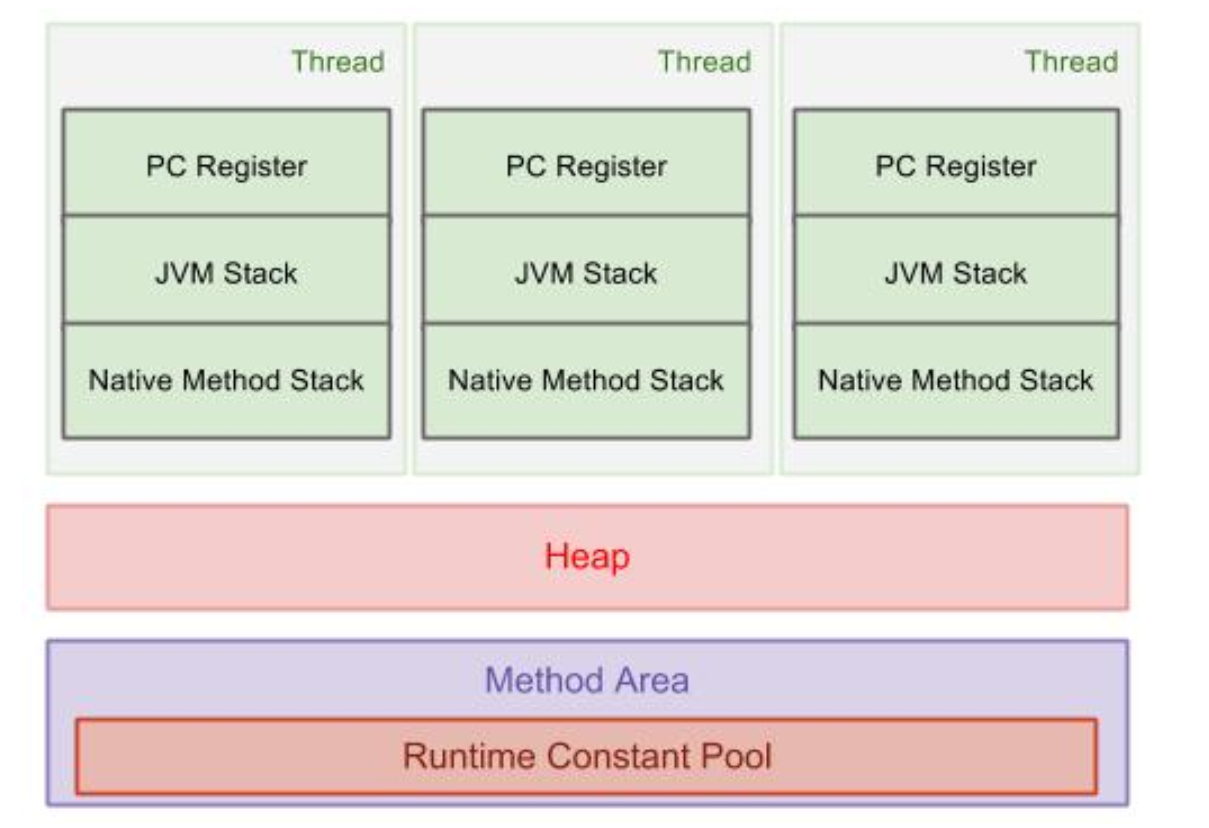 Thread
Thread
Thread
PC Register
PC Register
PC Register
JVM Stack
JVM Stack
JVM Stack
Native Method Stack
Native Method Stack
Native Method Stack
Heap
Method Area
Runtime Constant Pool